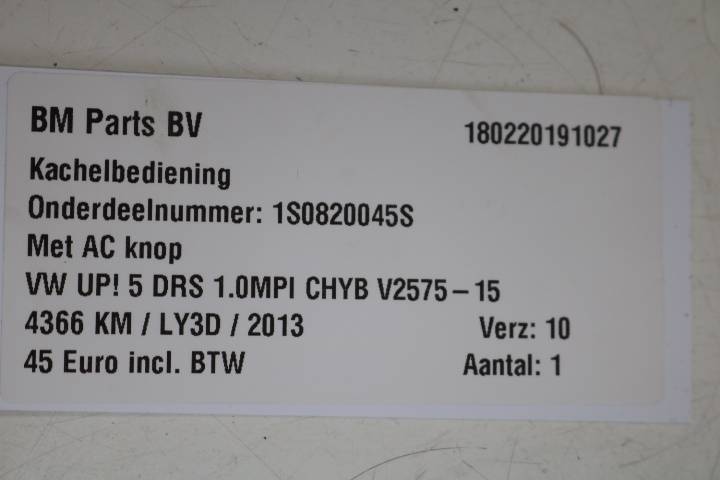 BM Parts BV 180220191027
Kachelbediening
Onderdeelnummer: 1S0820045S
Met AC knop
VW UP! 5 DRS 1.0MPI CHYB V2575-15
4366 KM / LY3D / 2013 Verz: 10
45 Euro incl. BTW Aantal: 1